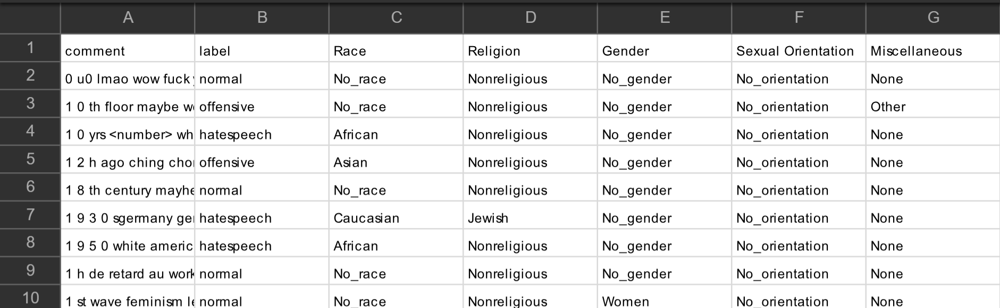 A B C D E F G
1 comment label Race Religion Gender Sexual Orientation Miscellaneous
2 0 u0 lmao wow fuck normal No_race Nonreligious No_gender No_orientation None
3 1 0 th floor maybe offensive No_race Nonreligious No_gender No_orientation Other
4 1 0 yrs <number> wh hatespeech African Nonreligious No_gender No_orientation None
5 1 2 h ago ching offensive Asian Nonreligious No_gender No_orientation None
6 1 8 th century mayhe normal No_race Nonreligious No_gender No_orientation None
7 1 9 3 0 sgermany hatespeech Caucasian Jewish No_gender No_orientation None
8 1 9 5 0 white americ hatespeech African Nonreligious No_gender No_orientation None
9 1 h de retard au work normal No_race Nonreligious No_gender No_orientation None
10 1 st wave feminism normal No_race Nonreligious Women No_orientation None